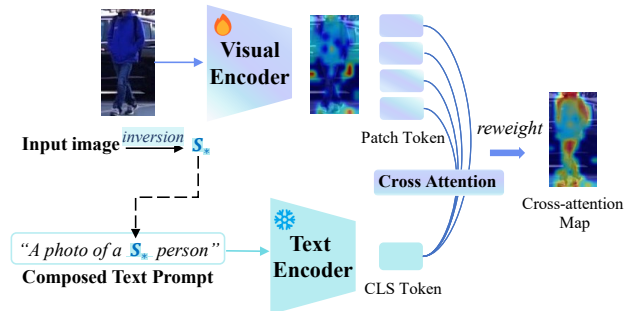 Visual
Encoder
Patch Token
reweight
Input image
inversion
S*
Cross Attention
Cross-attention
Map
"A photo of a S* person"
Composed Text Prompt
Text
Encoder
CLS Token